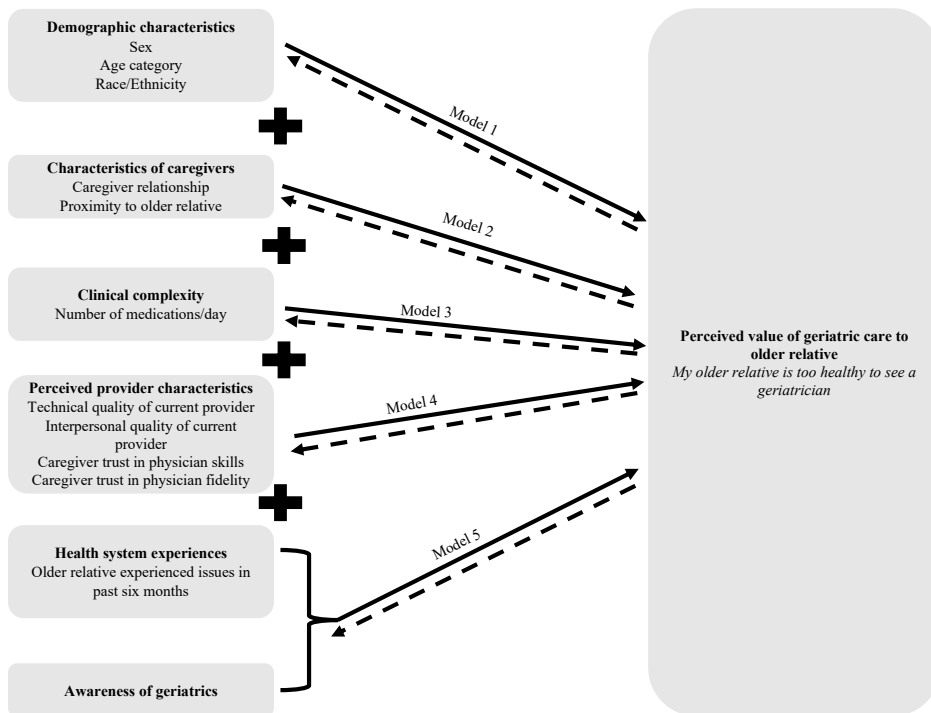 Demographic characteristics
Sex
Age category
Race/Ethnicity
Model 1
Characteristics of caregivers
Caregiver relationship
Proximity to older relative
Model 2
Clinical complexity
Number of medications/day
Model 3
Perceived provider characteristics
Technical quality of current provider
Interpersonal quality of current
provider
Caregiver trust in physician skills
Caregiver trust in physician fidelity
Model 4
Health system experiences
Older relative experienced issues in
past six months
Model 5
Awareness of geriatrics
Perceived value of geriatric care to
older relative
My older relative is too healthy to see a
geriatrician